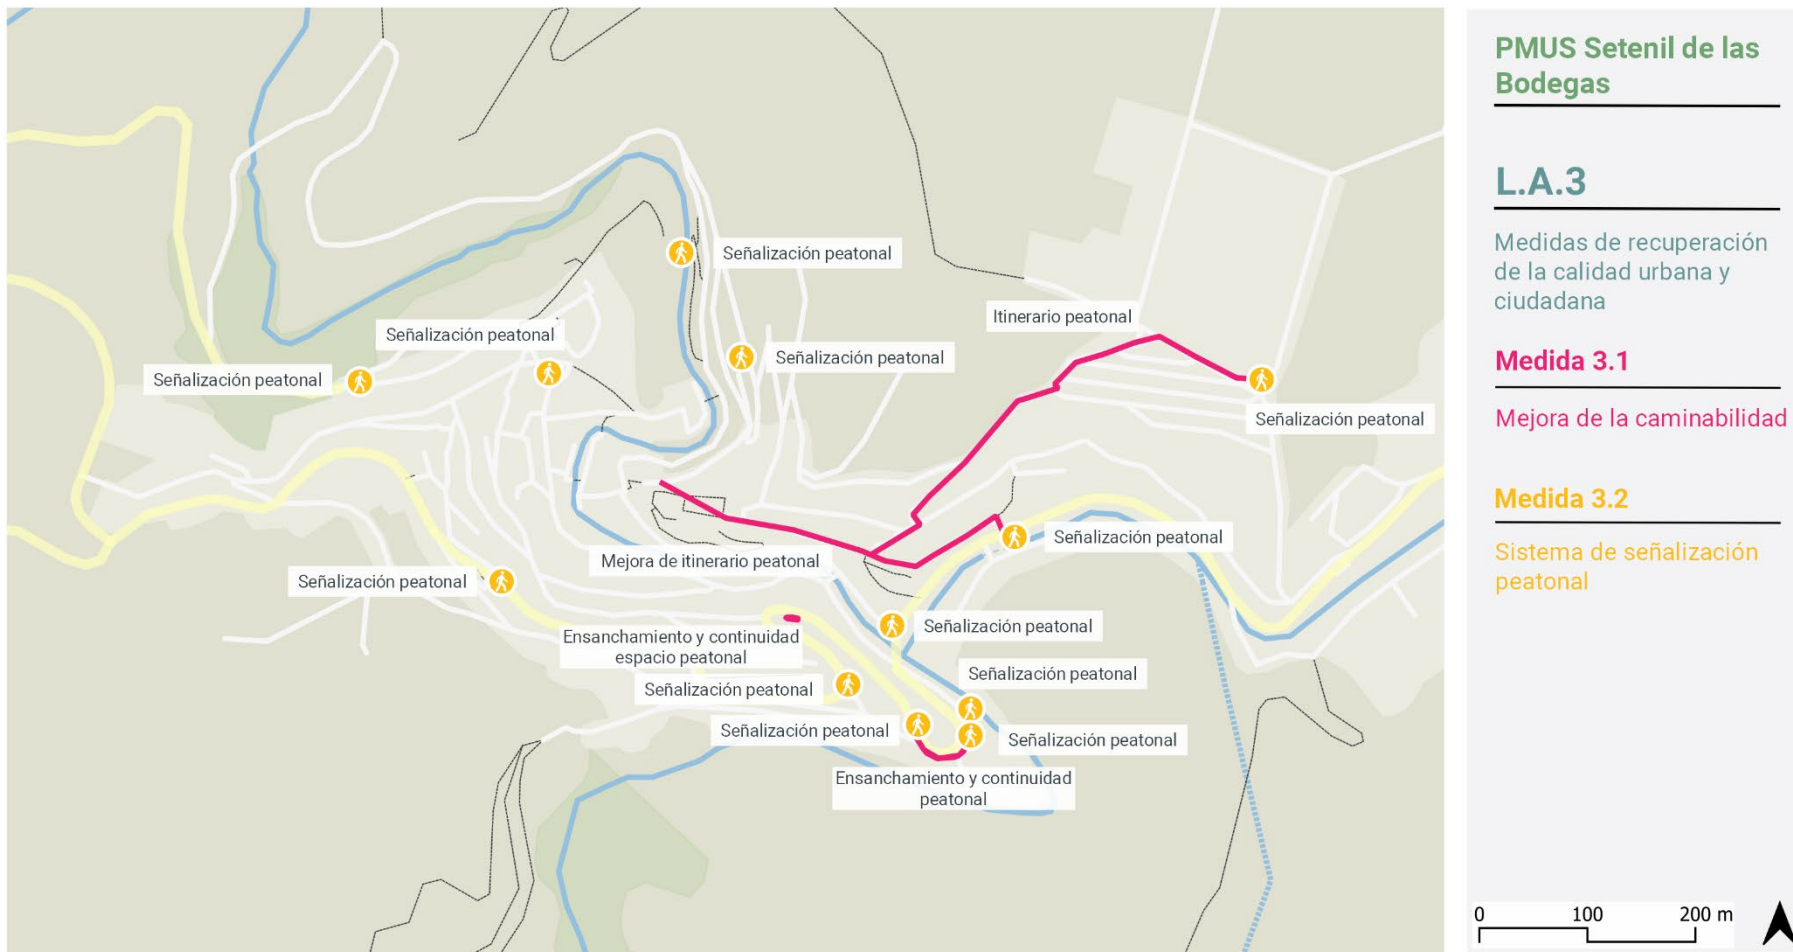 Señalización peatonal
Itinerario peatonal
Señalización peatonal
Señalización peatonal
Señalización peatonal
Señalización peatonal
Señalización peatonal
Mejora de itinerario peatonal
Señalización peatonal
Ensanchamiento y continuidad
espacio peatonal
Señalización peatonal
Señalización peatonal
Señalización peatonal
Señalización peatonal
Señalización peatonal
Señalización peatonal
Ensanchamiento y continuidad
peatonal
PMUS Setenil de las
Bodegas
L.A.3
Medidas de recuperación
de la calidad urbana y
ciudadana
Medida 3.1
Mejora de la caminabilidad
Medida 3.2
Sistema de señalización
peatonal
0 100 200 m